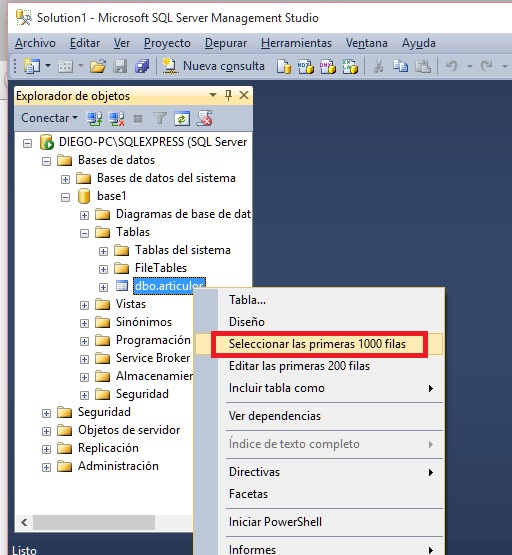 Solution1 - Microsoft SQL Server Management Studio
Archivo Editar Ver Proyecto Depurar Herramientas Ventana Ayuda
Nueva consulta
Explorador de objetos
Conectar
DIEGO-PC\SQLEXPRESS (SQL Server
Bases de datos
Bases de datos del sistema
base1
Diagramas de base de dat
Tablas
Tablas del sistema
FileTables
dbo.articulos
Vistas
Sinónimos
Programación
Service Broker
Almacenamien
Seguridad
Seguridad
Objetos de servidor
Replicación
Administración
Tabla...
Diseño
Seleccionar las primeras 1000 filas
Editar las primeras 200 filas
Incluir tabla como
Ver dependencias
Índice de texto completo
Directivas
Facetas
Iniciar PowerShell
Informes
Listo